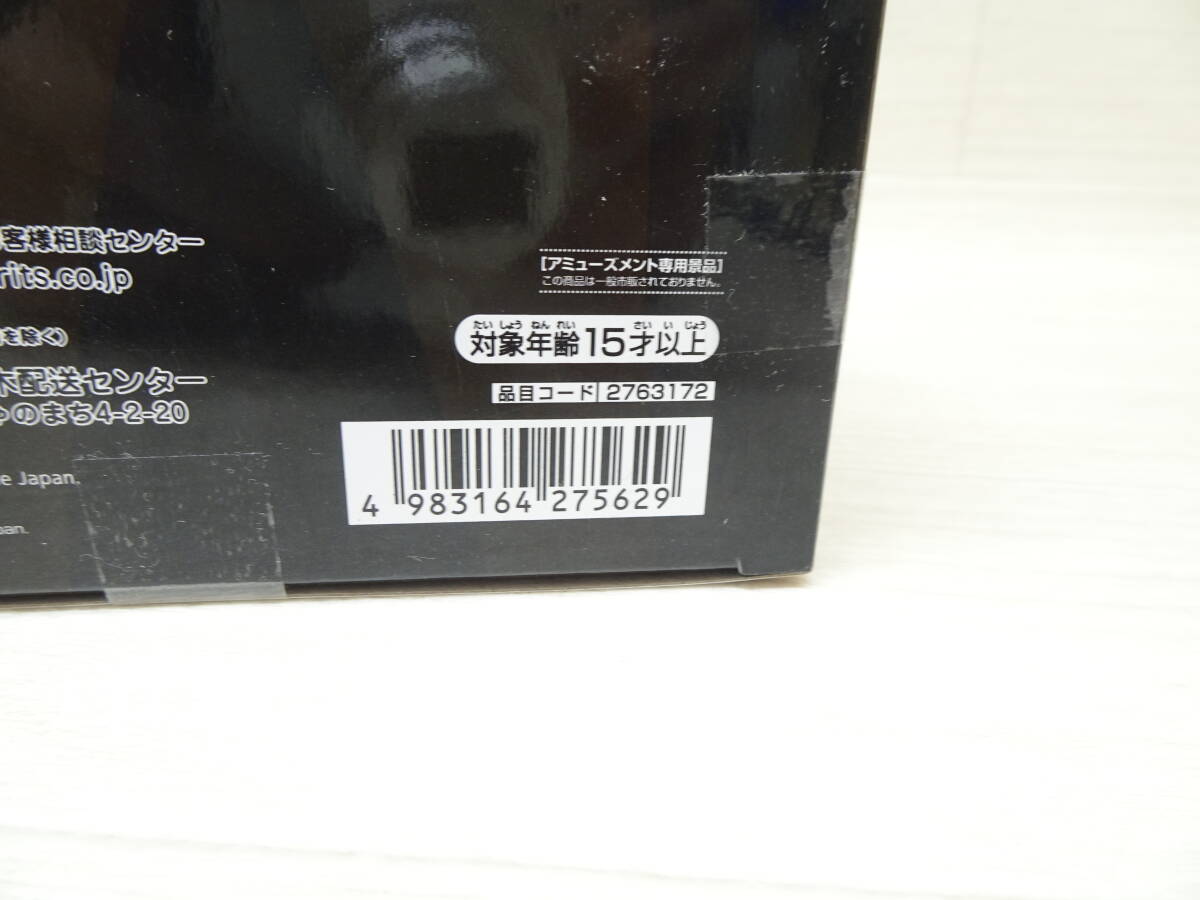 客様相談センター
rits.co.jp
を除く)
木配送センター
のまち4-2-20
e Japan,
pan.
【アミューズメント専用景品】
この商品は一般市販されておりません。
たいしょうねんれい さいいじょう
対象年齢15才以上
品目コード 2763172
4 983164 275629